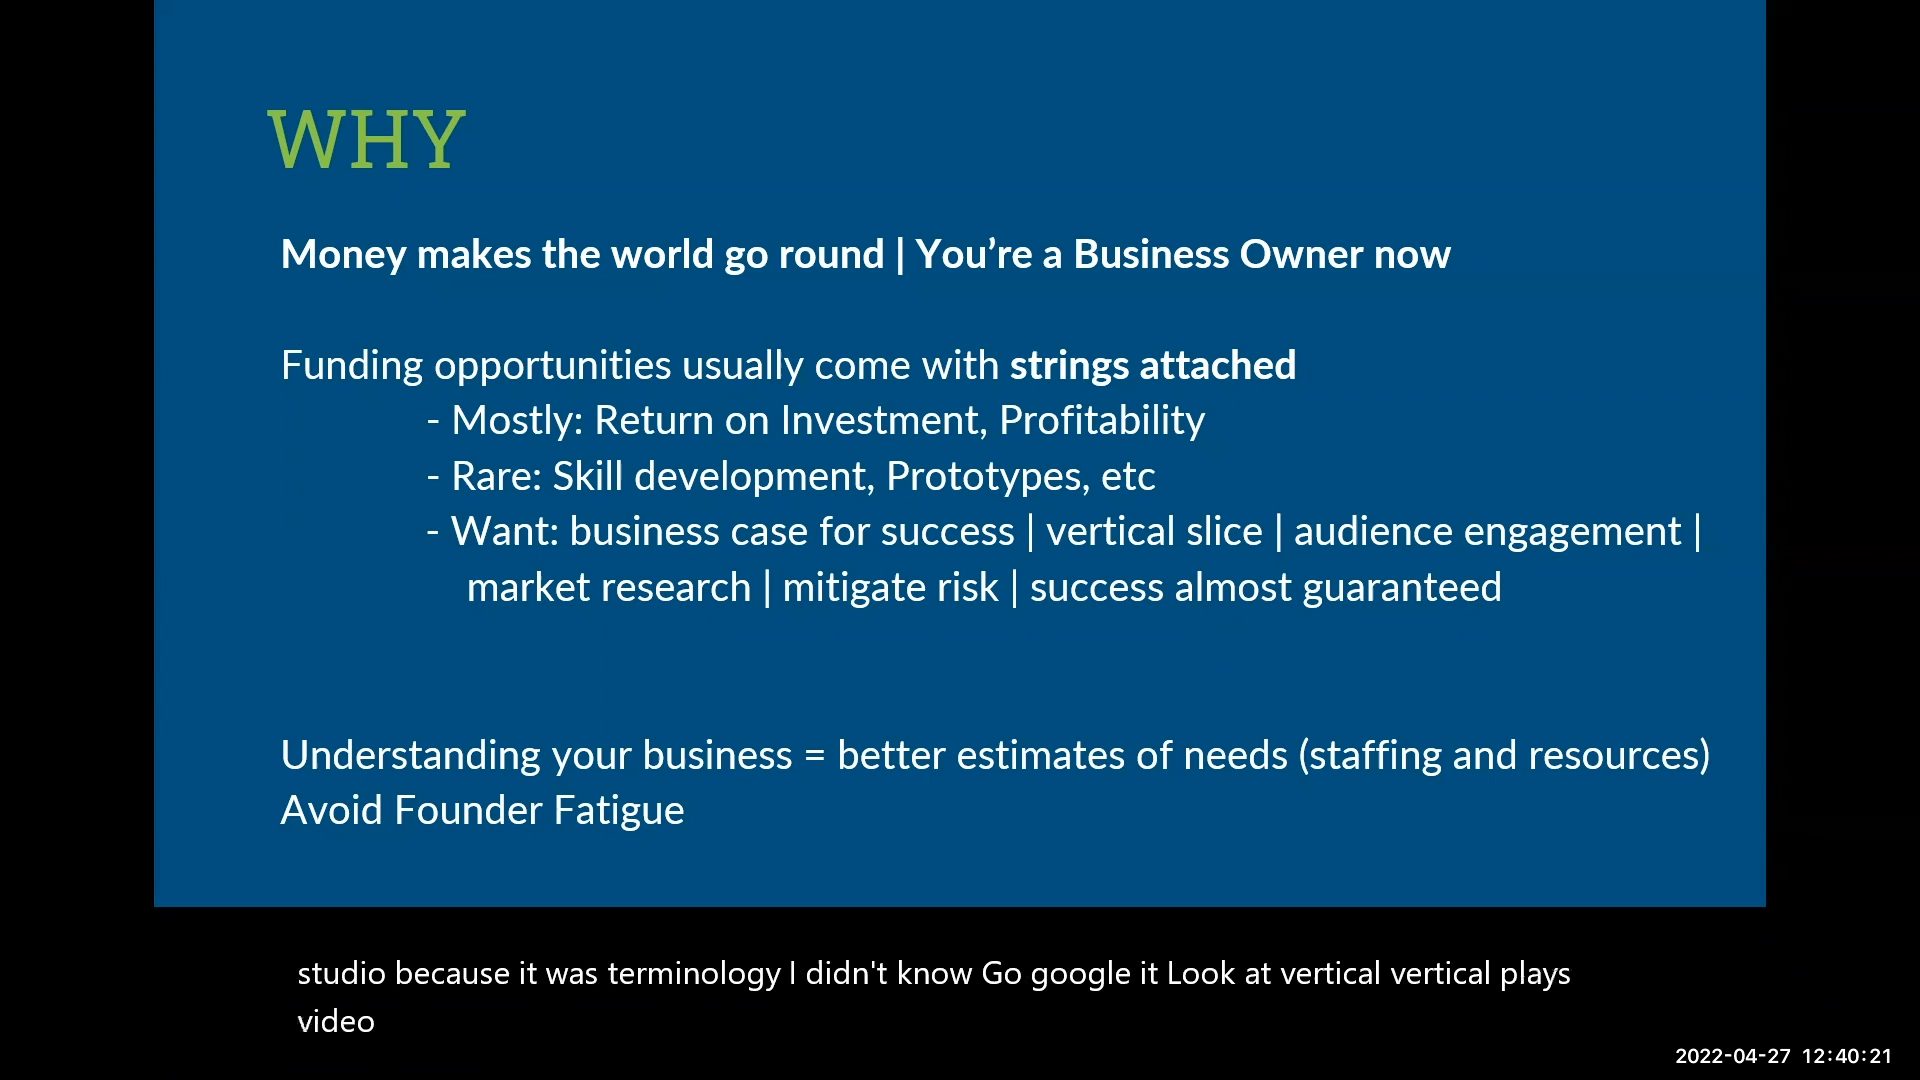 WHY
Money makes the world go round | You’re a Business Owner now
Funding opportunities usually come with strings attached
- Mostly: Return on Investment, Profitability
- Rare: Skill development, Prototypes, etc
- Want: business case for success | vertical slice | audience engagement |
market research | mitigate risk | success almost guaranteed
Understanding your business = better estimates of needs (staffing and resources)
Avoid Founder Fatigue
studio because it was terminology I didn't know Go google it Look at vertical vertical plays
video
2022-04-27 12:40:21